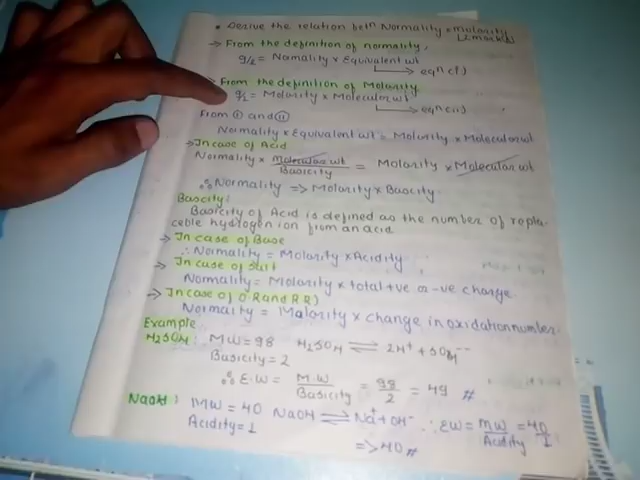 * Derive the relation betn Normality & Molarity
[2 marks]
→ From the definition of normality,
g/l = Normality × Equivalent wt
→ eqn (i)
→ From the definition of Molarity
g/L = Molarity × Molecular wt
→ eqn (ii)
From (i) and (ii)
Normality × Equivalent wt = Molarity × Molecular wt
→ In case of Acid
Normality × Molecular wt / Basicity = Molarity × Molecular wt
∴ Normality => Molarity × Basicity.
Bascity:
Basicity of Acid is defined as the number of repla-
ceable hydrogen ion from an acid
→ In case of Base
∴ Normality = Molarity × Acidity
→ In case of salt
Normality = Molarity × total +ve or -ve charge
→ In case of O.R and R.R)
Normality = Molarity × change in oxidation number.
Example
H2SO4: MW = 98 H2SO4 ⇌ 2H+ + SO4--
Basicity = 2
∴ E.W = M.W / Basicity = 98/2 = 49 #
NaOH: MW = 40 NaOH ⇌ Na+ + OH- ∴ EW = MW / Acidity = 40/1
Acidity = 1
=> 40 #